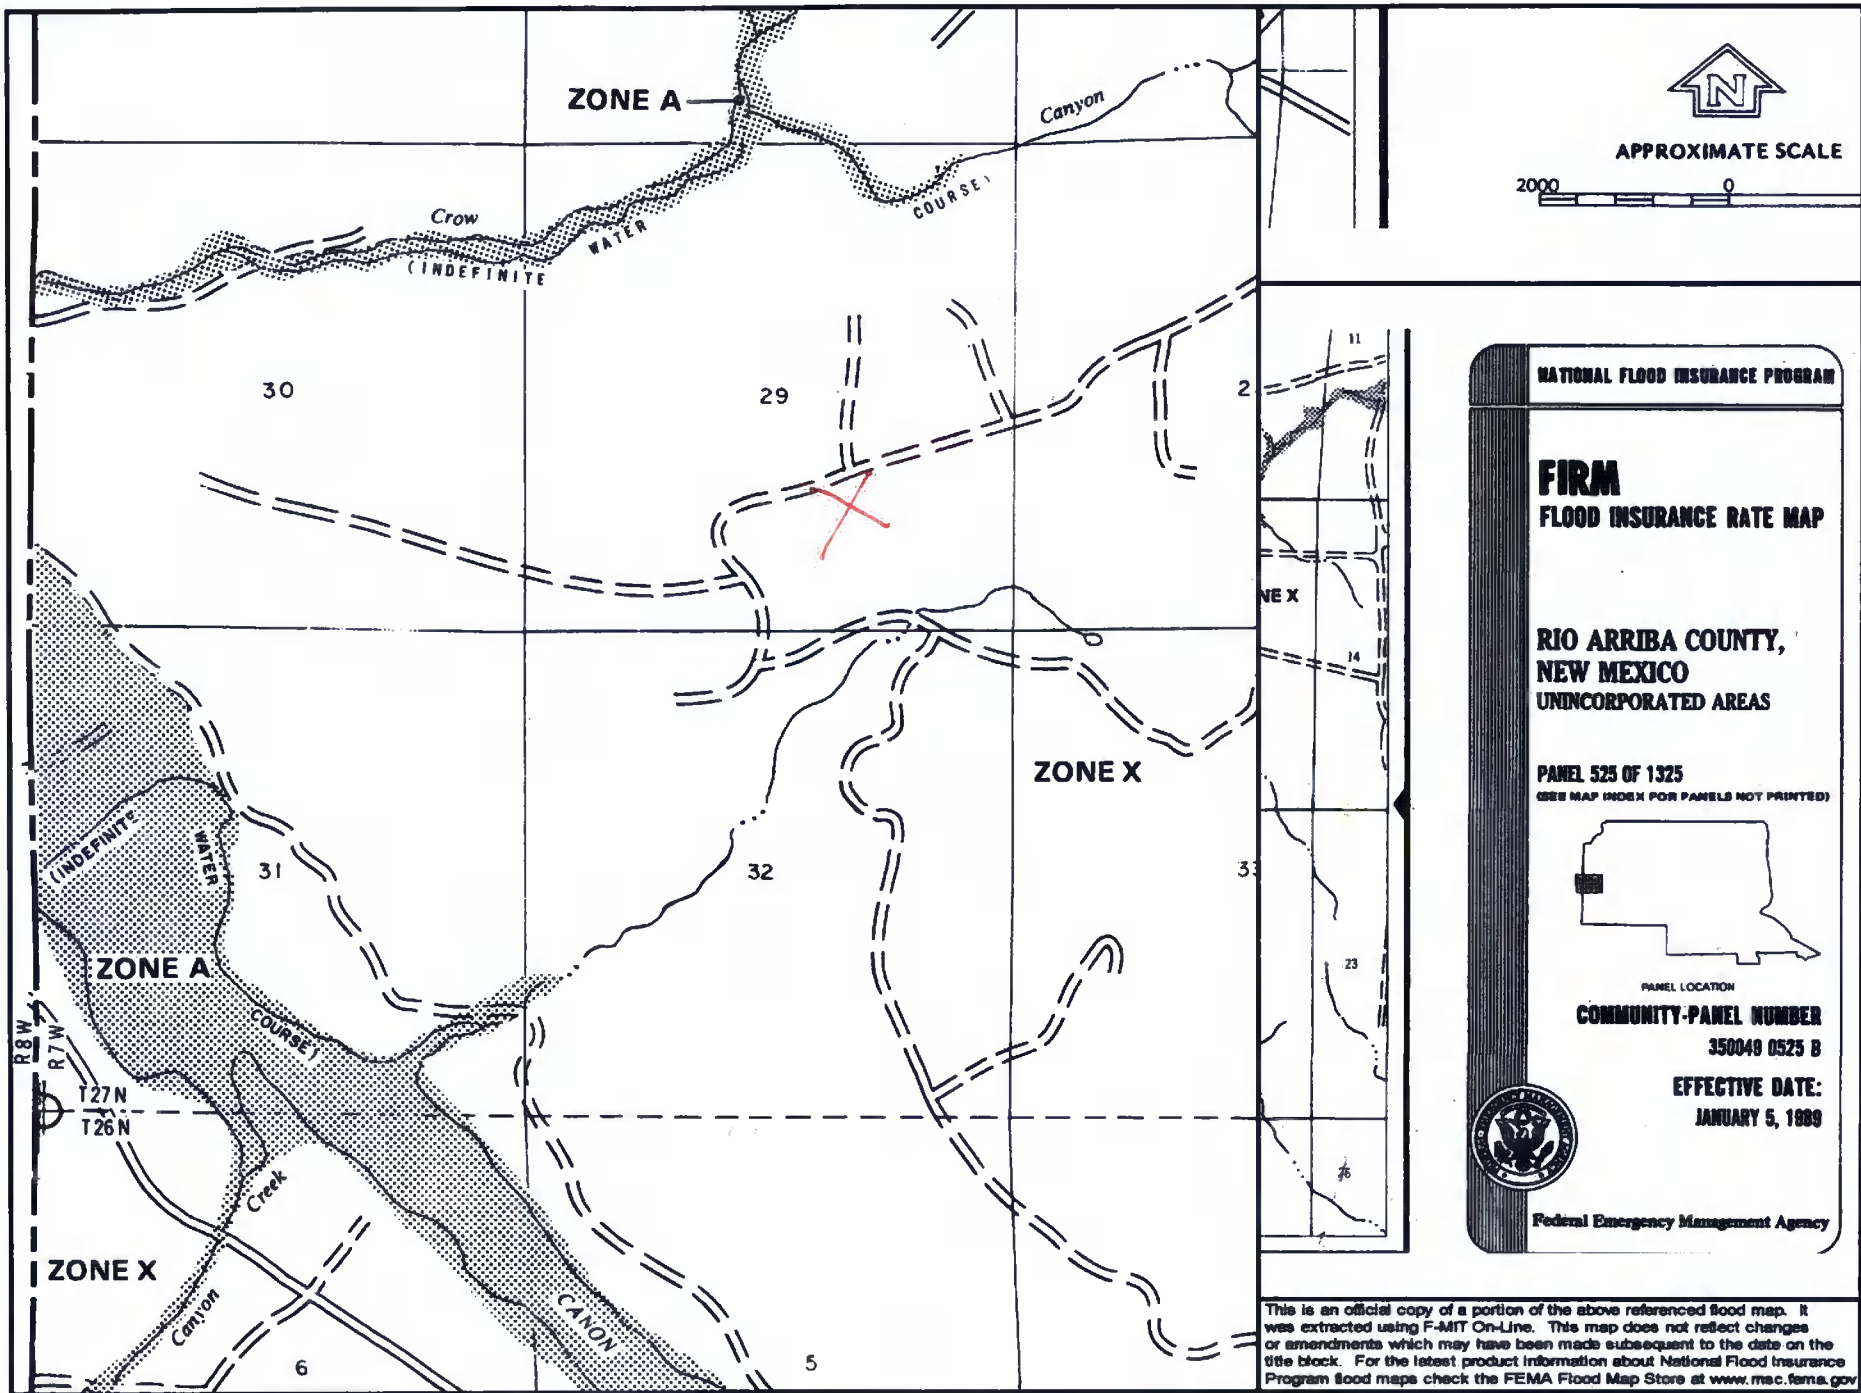 ZONE A
Canyon
COURSE)
Crow
WATER
(INDEFINITE
30
29
2
ZONE X
(INDEFINITE
WATER
31
32
33
ZONE A
COURSE)
R8W
R7W
T27N
T26N
Creek
Canyon
ZONE X
CANON
6
5
11
NE X
14
23
N
APPROXIMATE SCALE
2000 0
NATIONAL FLOOD INSURANCE PROGRAM
FIRM
FLOOD INSURANCE RATE MAP
RIO ARRIBA COUNTY,
NEW MEXICO
UNINCORPORATED AREAS
PANEL 525 OF 1325
(SEE MAP INDEX FOR PANELS NOT PRINTED)
PANEL LOCATION
COMMUNITY-PANEL NUMBER
350049 0525 B
EFFECTIVE DATE:
JANUARY 5, 1989
Federal Emergency Management Agency
This is an official copy of a portion of the above referenced flood map. It
was extracted using F-MIT On-Line. This map does not reflect changes
or amendments which may have been made subsequent to the date on the
title block. For the latest product information about National Flood Insurance
Program flood maps check the FEMA Flood Map Store at www.msc.fema.gov